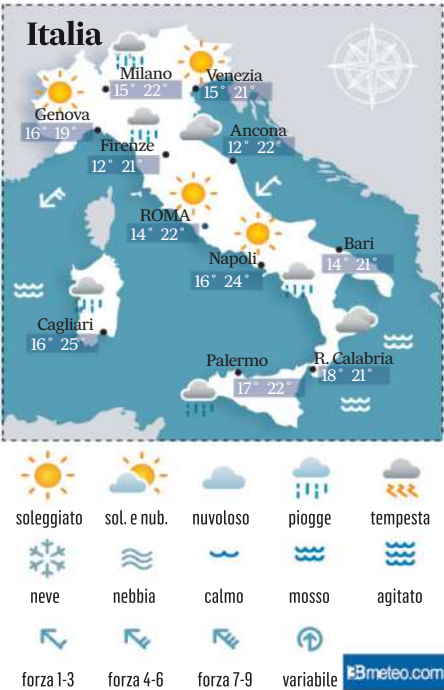 Italia
Milano
15° 22°
Venezia
15° 21°
Genova
16° 19°
Firenze
12° 21°
Ancona
12° 22°
ROMA
14° 22°
Napoli
16° 24°
Bari
14° 21°
Cagliari
16° 25°
Palermo
17° 22°
R. Calabria
18° 21°
soleggiato sol. e nub. nuvoloso piogge tempesta
neve nebbia calmo mosso agitato
forza 1-3 forza 4-6 forza 7-9 variabile
3Bmeteo.com